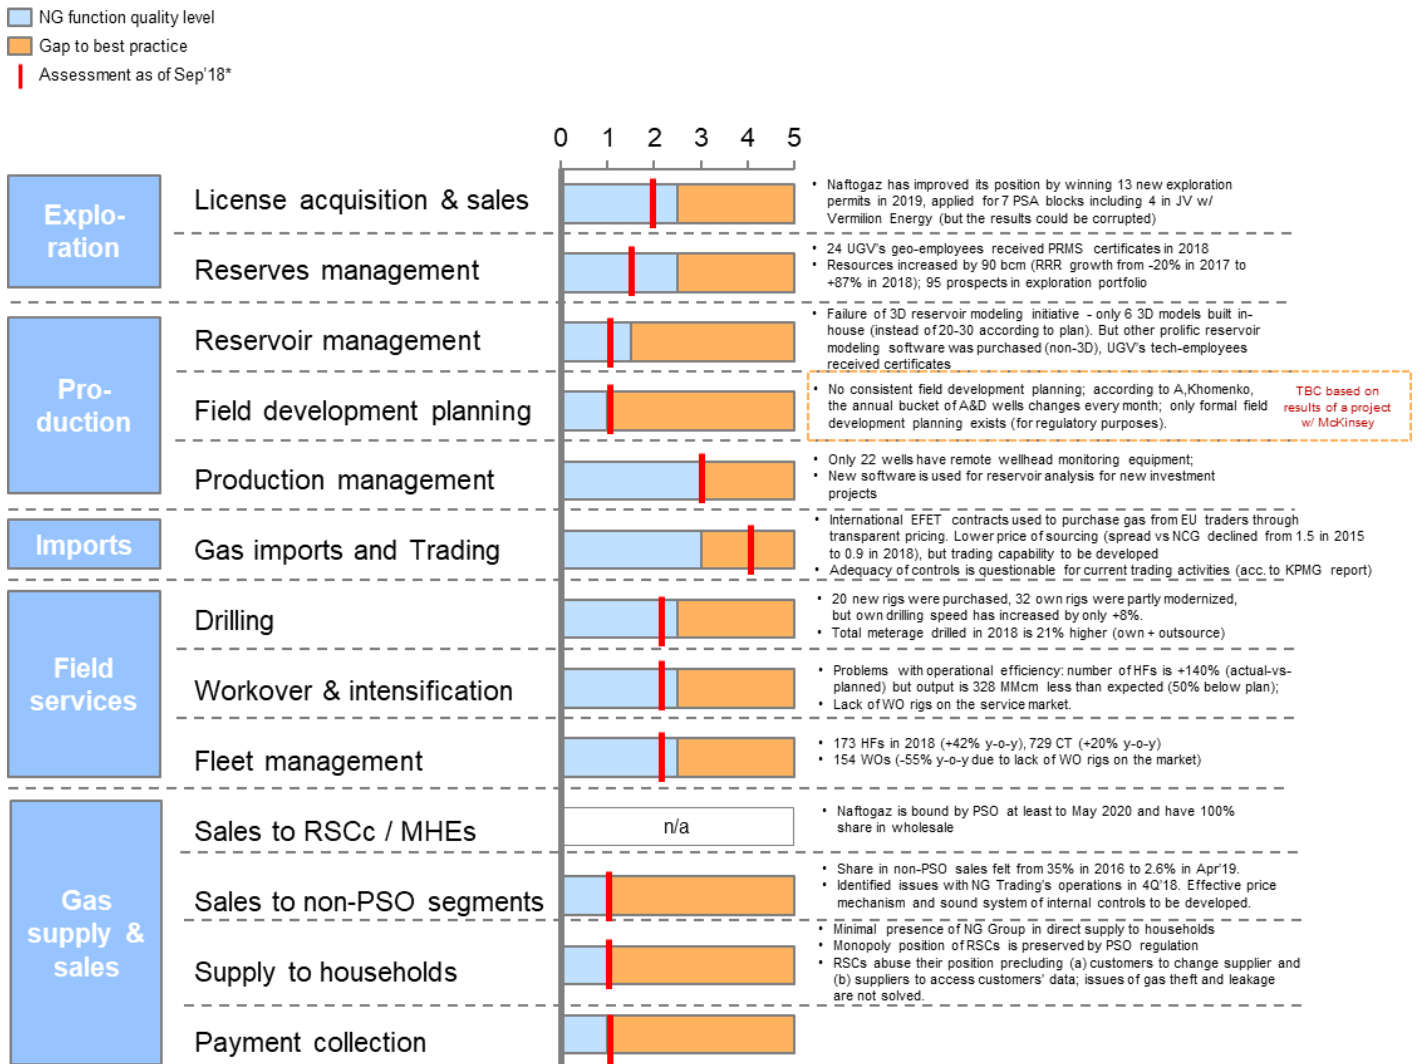 NG function quality level
Gap to best practice
Assessment as of Sep'18*
0 1 2 3 4 5
Explo-
ration
License acquisition & sales
• Naftogaz has improved its position by winning 13 new exploration
permits in 2019, applied for 7 PSA blocks including 4 in JV w/
Vermilion Energy (but the results could be corrupted)
Reserves management
• 24 UGV's geo-employees received PRMS certificates in 2018
• Resources increased by 90 bcm (RRR growth from -20% in 2017 to
+87% in 2018); 95 prospects in exploration portfolio
Pro-
duction
Reservoir management
• Failure of 3D reservoir modeling initiative - only 6 3D models built in-
house (instead of 20-30 according to plan). But other prolific reservoir
modeling software was purchased (non-3D), UGV's tech-employees
received certificates
Field development planning
• No consistent field development planning; according to A,Khomenko,
the annual bucket of A&D wells changes every month; only formal field
development planning exists (for regulatory purposes).
TBC based on
results of a project
w/ McKinsey
Production management
• Only 22 wells have remote wellhead monitoring equipment;
• New software is used for reservoir analysis for new investment
projects
Imports
Gas imports and Trading
• International EFET contracts used to purchase gas from EU traders through
transparent pricing. Lower price of sourcing (spread vs NCG declined from 1.5 in 2015
to 0.9 in 2018), but trading capability to be developed
• Adequacy of controls is questionable for current trading activities (acc. to KPMG report)
Field
services
Drilling
• 20 new rigs were purchased, 32 own rigs were partly modernized,
but own drilling speed has increased by only +8%.
• Total meterage drilled in 2018 is 21% higher (own + outsource)
Workover & intensification
• Problems with operational efficiency: number of HFs is +140% (actual-vs-
planned) but output is 328 MMcm less than expected (50% below plan);
• Lack of WO rigs on the service market.
Fleet management
• 173 HFs in 2018 (+42% y-o-y), 729 CT (+20% y-o-y)
• 154 WOs (-55% y-o-y due to lack of WO rigs on the market)
Gas
supply &
sales
Sales to RSCc / MHEs
n/a
• Naftogaz is bound by PSO at least to May 2020 and have 100%
share in wholesale
Sales to non-PSO segments
• Share in non-PSO sales felt from 35% in 2016 to 2.6% in Apr'19.
• Identified issues with NG Trading's operations in 4Q'18. Effective price
mechanism and sound system of internal controls to be developed.
Supply to households
• Minimal presence of NG Group in direct supply to households
• Monopoly position of RSCs is preserved by PSO regulation
• RSCs abuse their position precluding (a) customers to change supplier and
(b) suppliers to access customers' data; issues of gas theft and leakage
are not solved.
Payment collection